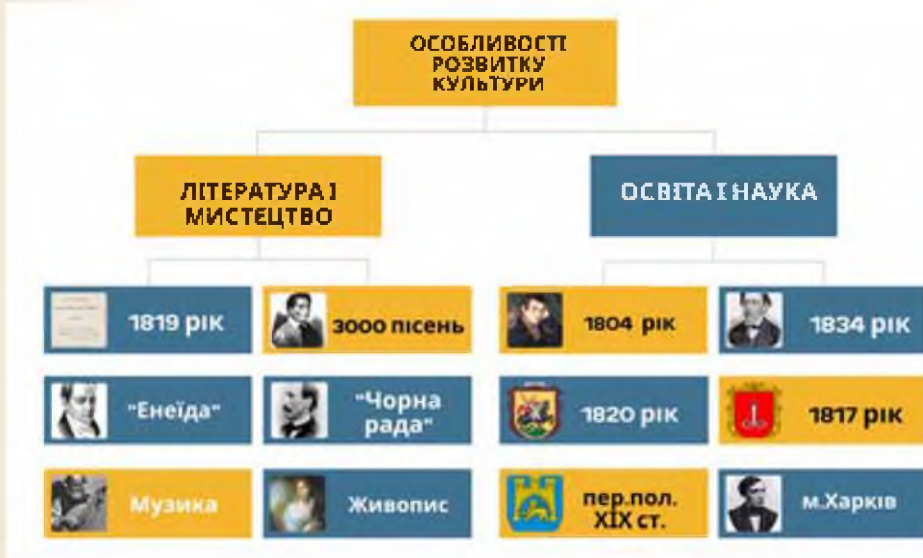 ОСОБЛИВОСТІ
РОЗВИТКУ
КУЛЬТУРИ
ЛІТЕРАТУРА І
МИСТЕЦТВО
ОСВІТА І НАУКА
1819 рік
3000 пісень
1804 рік
1834 рік
"Енеїда"
"Чорна
рада"
1820 рік
1817 рік
Музика
Живопис
пер.пол.
XIX ст.
м.Харків